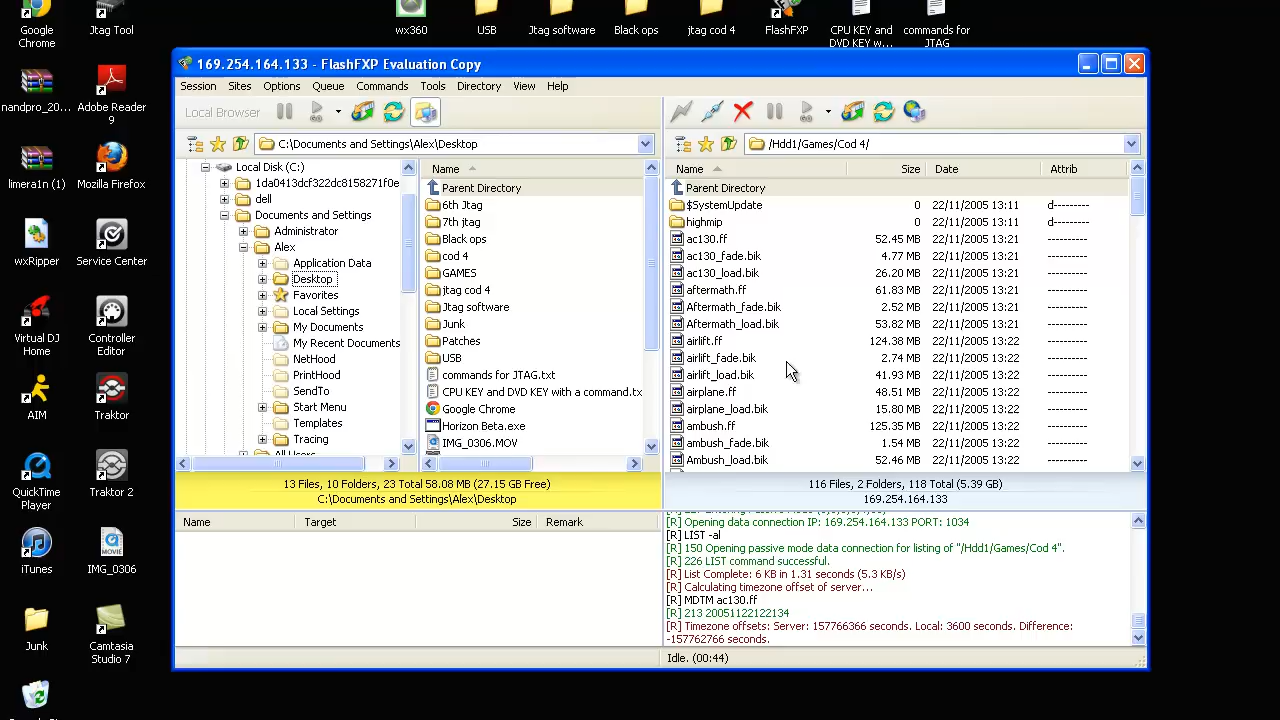 Google
Chrome
Jtag Tool
wx360
USB
Jtag software
Black ops
jtag cod 4
FlashFXP
CPU KEY and
DVD KEY w...
commands for
JTAG
nandpro_20...
Adobe Reader
9
limera1n (1)
Mozilla Firefox
wxRipper
Service Center
Virtual DJ
Home
Controller
Editor
AIM
Traktor
QuickTime
Player
Traktor 2
iTunes
IMG_0306
Junk
Camtasia
Studio 7
169.254.164.133 - FlashFXP Evaluation Copy
Session Sites Options Queue Commands Tools Directory View Help
Local Browser
C:\Documents and Settings\Alex\Desktop
Local Disk (C:)
1da0413dcf322dc8158271f0e
dell
Documents and Settings
Administrator
Alex
Application Data
Desktop
Favorites
Local Settings
My Documents
My Recent Documents
NetHood
PrintHood
SendTo
Start Menu
Templates
Tracing
All Users
Name
Parent Directory
6th Jtag
7th jtag
Black ops
cod 4
GAMES
jtag cod 4
Jtag software
Junk
Patches
USB
commands for JTAG.txt
CPU KEY and DVD KEY with a command.tx
Google Chrome
Horizon Beta.exe
IMG_0306.MOV
13 Files, 10 Folders, 23 Total 58.08 MB (27.15 GB Free)
C:\Documents and Settings\Alex\Desktop
Name Target Size Remark
/Hdd1/Games/Cod 4/
Name Size Date Attrib
Parent Directory
$SystemUpdate 0 22/11/2005 13:11 d---------
highmip 0 22/11/2005 13:11 d---------
ac130.ff 52.45 MB 22/11/2005 13:21 ----------
ac130_fade.bik 4.77 MB 22/11/2005 13:21 ----------
ac130_load.bik 26.20 MB 22/11/2005 13:21 ----------
aftermath.ff 61.83 MB 22/11/2005 13:21 ----------
Aftermath_fade.bik 2.52 MB 22/11/2005 13:21 ----------
Aftermath_load.bik 53.82 MB 22/11/2005 13:21 ----------
airlift.ff 124.38 MB 22/11/2005 13:21 ----------
airlift_fade.bik 2.74 MB 22/11/2005 13:21 ----------
airlift_load.bik 41.93 MB 22/11/2005 13:22 ----------
airplane.ff 48.51 MB 22/11/2005 13:22 ----------
airplane_load.bik 15.80 MB 22/11/2005 13:22 ----------
ambush.ff 125.35 MB 22/11/2005 13:22 ----------
ambush_fade.bik 1.54 MB 22/11/2005 13:22 ----------
Ambush_load.bik 52.46 MB 22/11/2005 13:22 ----------
116 Files, 2 Folders, 118 Total (5.39 GB)
169.254.164.133
[R] Opening data connection IP: 169.254.164.133 PORT: 1034
[R] LIST -al
[R] 150 Opening passive mode data connection for listing of "/Hdd1/Games/Cod 4".
[R] 226 LIST command successful.
[R] List Complete: 6 KB in 1.31 seconds (5.3 KB/s)
[R] Calculating timezone offset of server...
[R] MDTM ac130.ff
[R] 213 20051122122134
[R] Timezone offsets: Server: 157766366 seconds. Local: 3600 seconds. Difference:
-157762766 seconds.
Idle. (00:44)